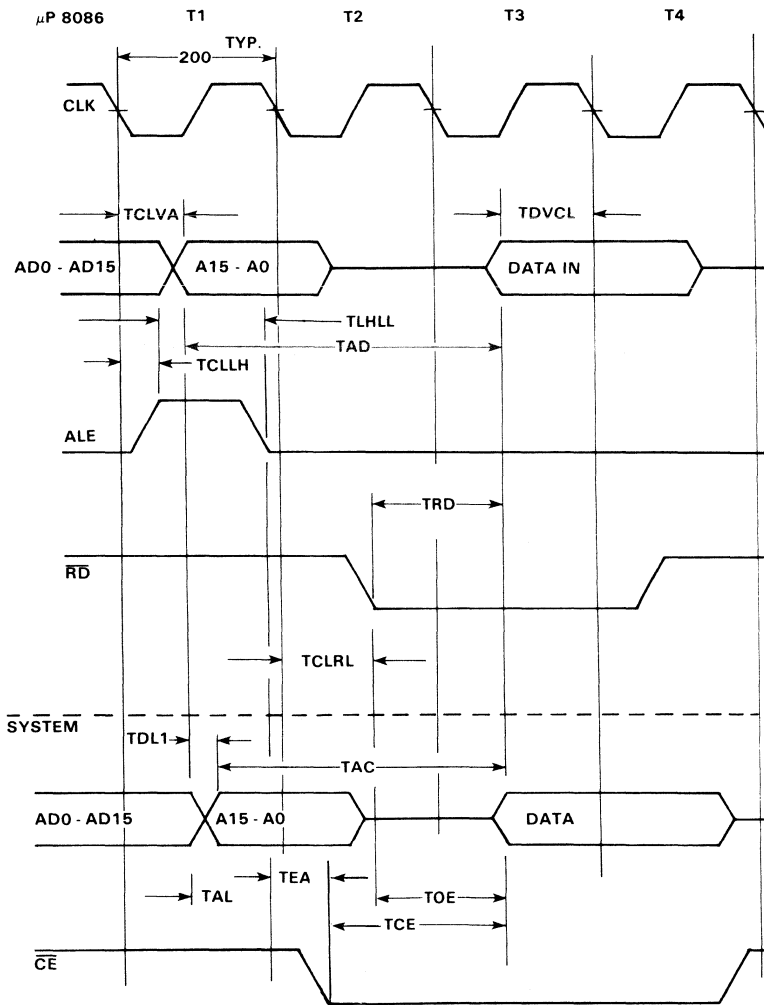 μP 8086 T1 T2 T3 T4
TYP.
200
CLK
TCLVA TDVCL
AD0 - AD15 A15 - A0 DATA IN
TLHLL
TAD
TCLLH
ALE
TRD
RD
TCLRL
SYSTEM
TDL1
TAC
AD0 - AD15 A15 - A0 DATA
TEA
TAL TOE
TCE
CE